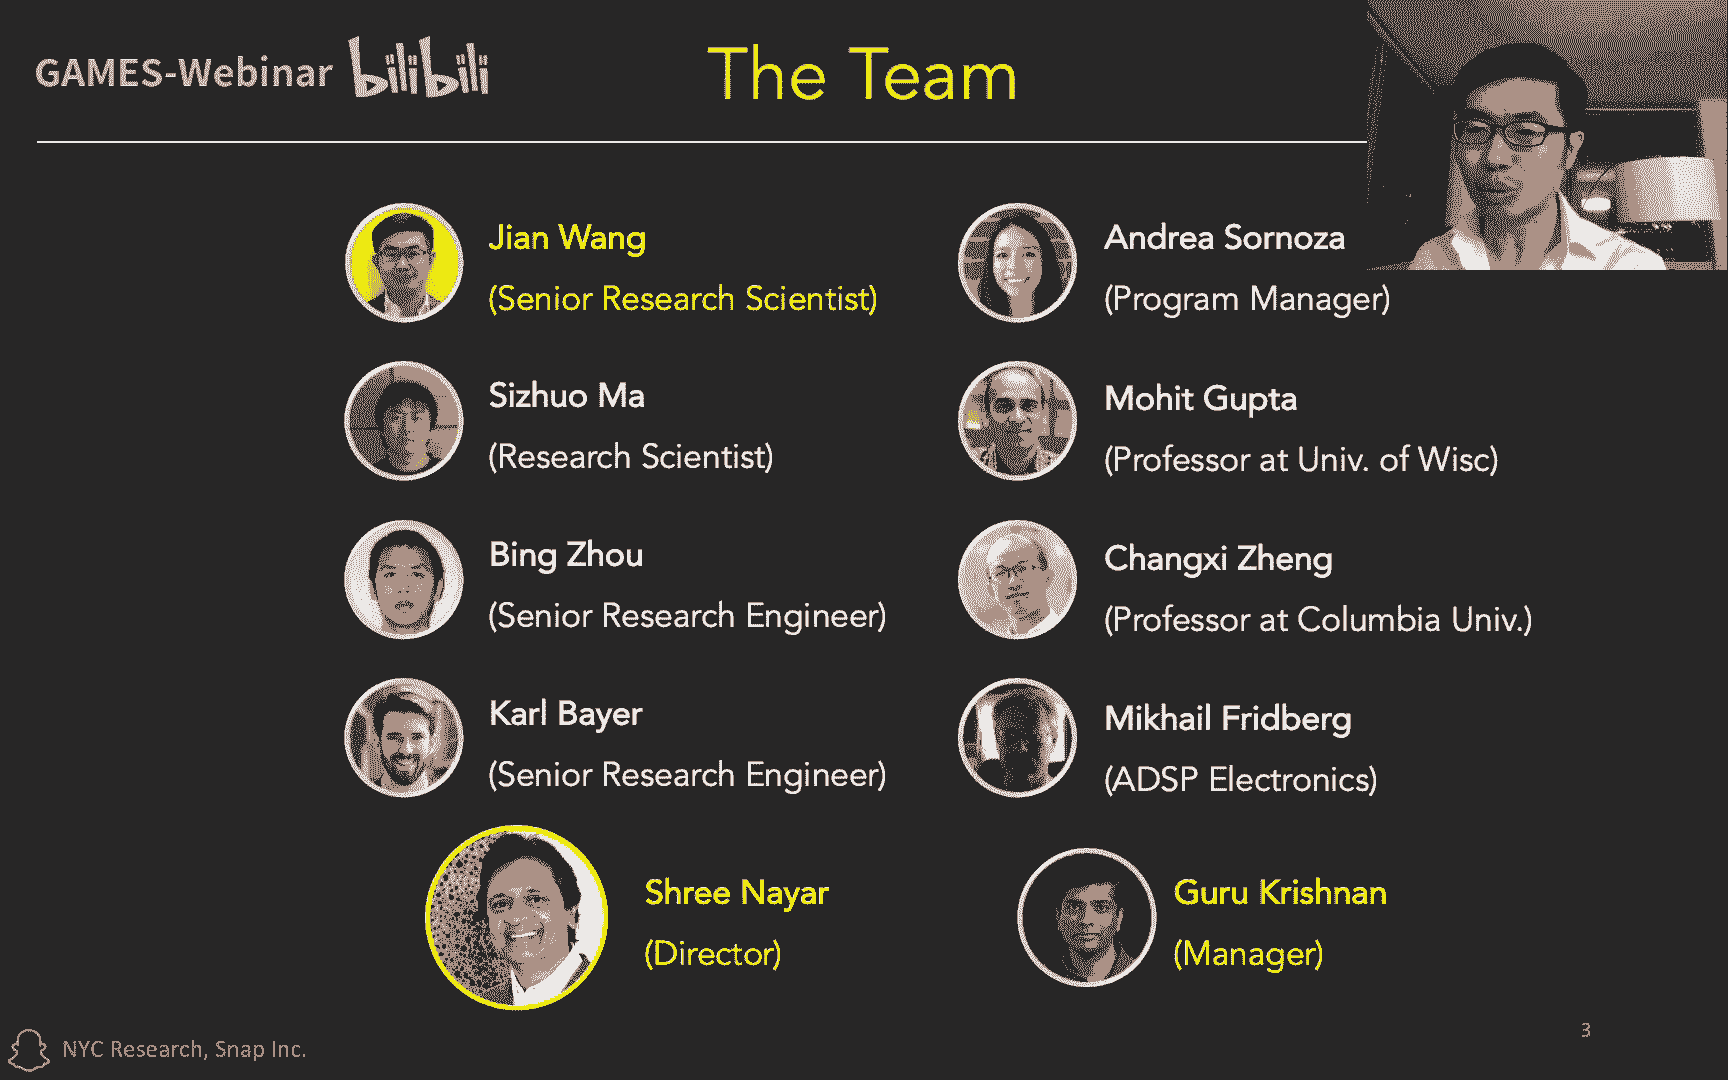 GAMES-Webinar bilibili
The Team
Jian Wang
(Senior Research Scientist)
Andrea Sornoza
(Program Manager)
Sizhuo Ma
(Research Scientist)
Mohit Gupta
(Professor at Univ. of Wisc)
Bing Zhou
(Senior Research Engineer)
Changxi Zheng
(Professor at Columbia Univ.)
Karl Bayer
(Senior Research Engineer)
Mikhail Fridberg
(ADSP Electronics)
Shree Nayar
(Director)
Guru Krishnan
(Manager)
NYC Research, Snap Inc.
3